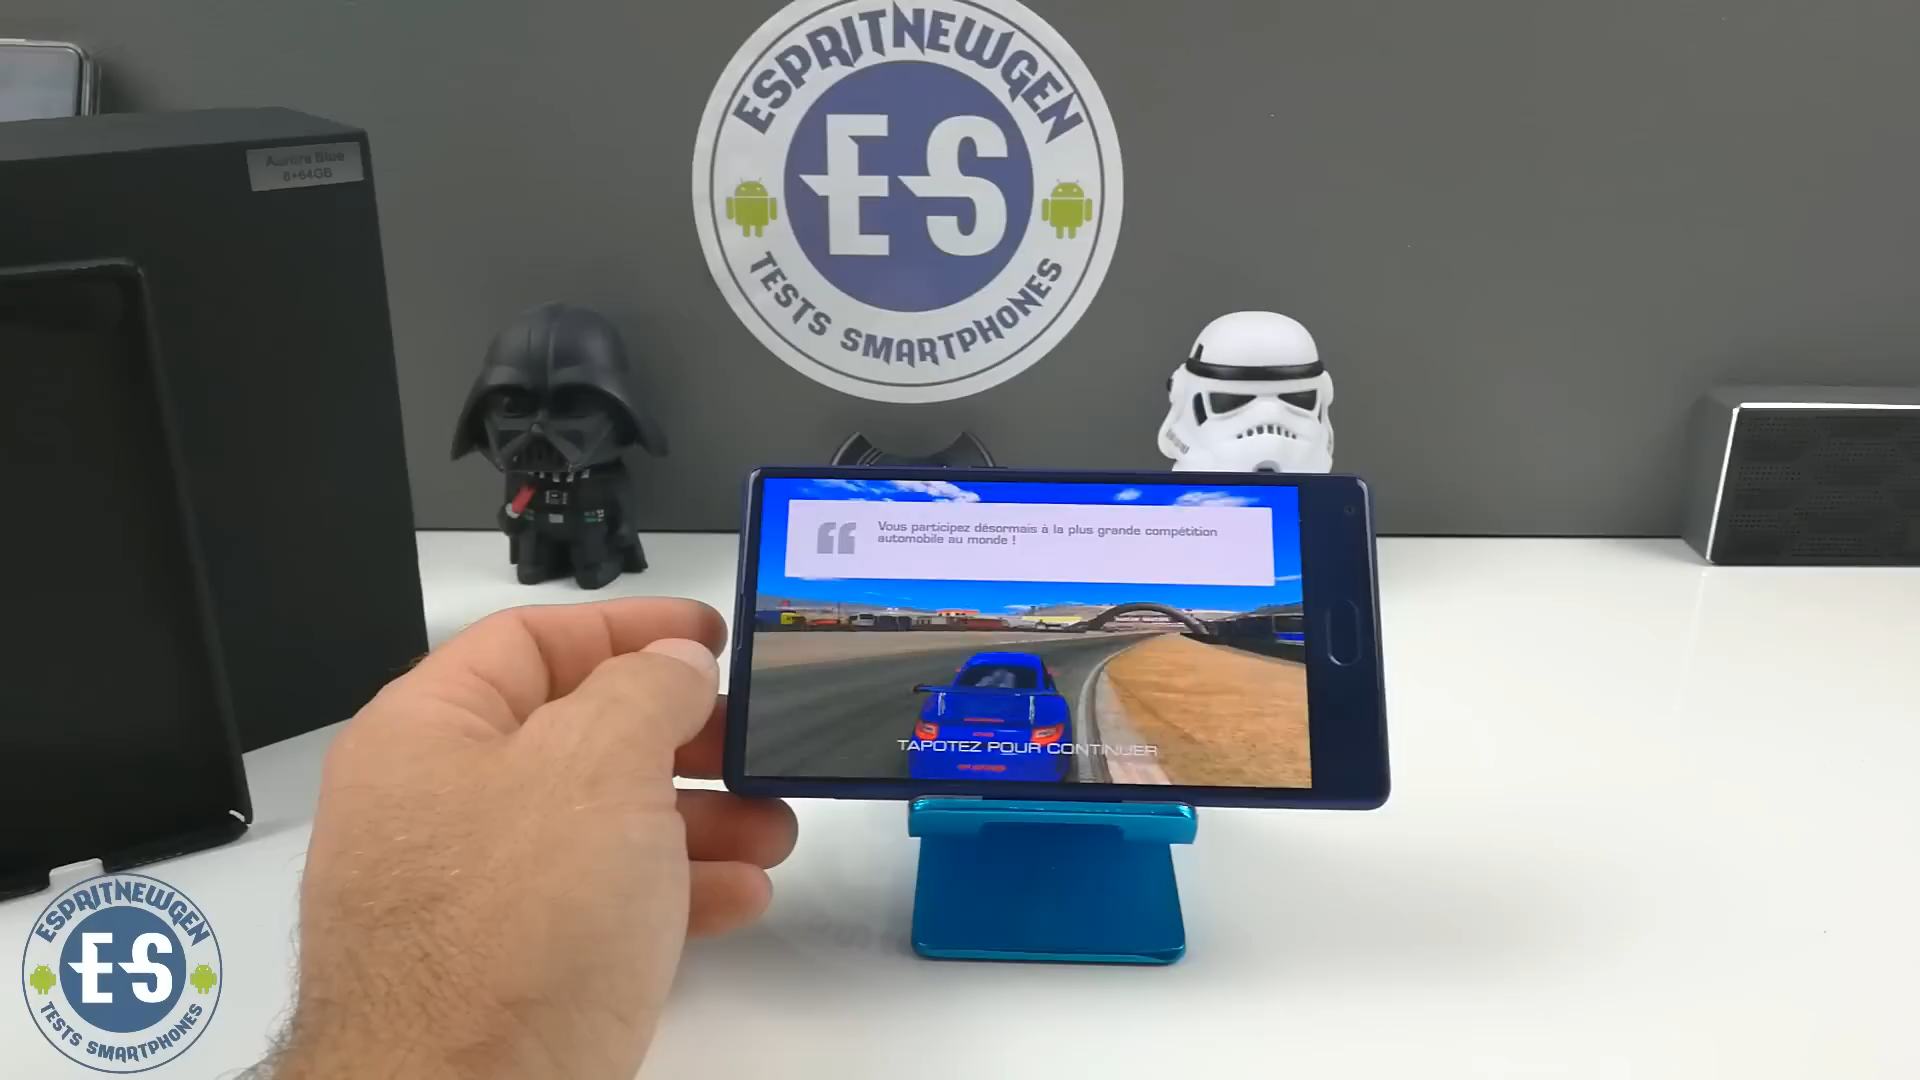 ESPRITNEWGEN
ES
TESTS SMARTPHONES
Aurora Blue
6+64GB
Vous participez désormais à la plus grande compétition
automobile au monde !
TAPOTEZ POUR CONTINUER
ESPRITNEWGEN
ES
TESTS SMARTPHONES